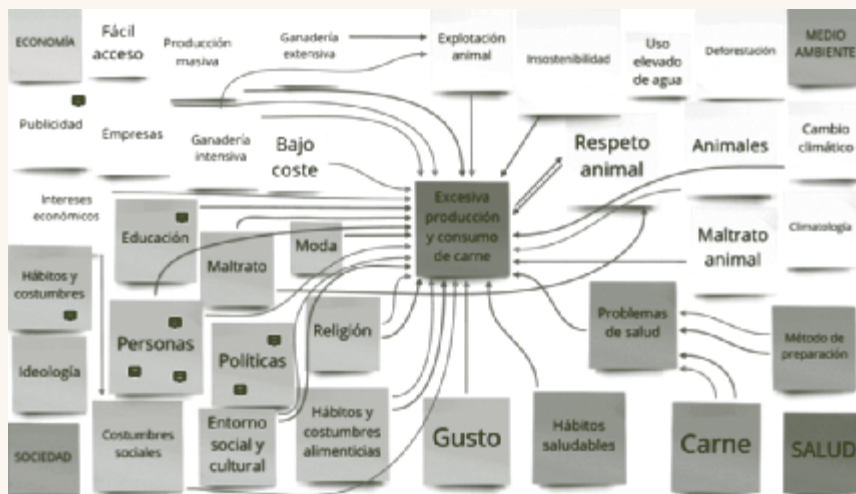 ECONOMÍA
Fácil
acceso
Producción
masiva
Ganadería
extensiva
Explotación
animal
Insostenibilidad
Uso
elevado
de agua
Deforestación
MEDIO
AMBIENTE
Publicidad
Empresas
Ganadería
intensiva
Bajo
coste
Respeto
animal
Animales
Cambio
climático
Intereses
económicos
Educación
Maltrato
Moda
Excesiva
producción
y consumo
de carne
Maltrato
animal
Climatología
Hábitos y
costumbres
Personas
Políticas
Religión
Problemas
de salud
Método de
preparación
Ideología
SOCIEDAD
Costumbres
sociales
Entorno
social y
cultural
Hábitos y
costumbres
alimenticias
Gusto
Hábitos
saludables
Carne
SALUD